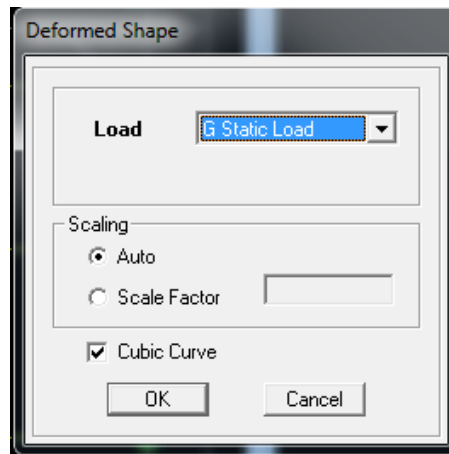 Deformed Shape
Load G Static Load
Scaling
Auto
Scale Factor
Cubic Curve
OK Cancel